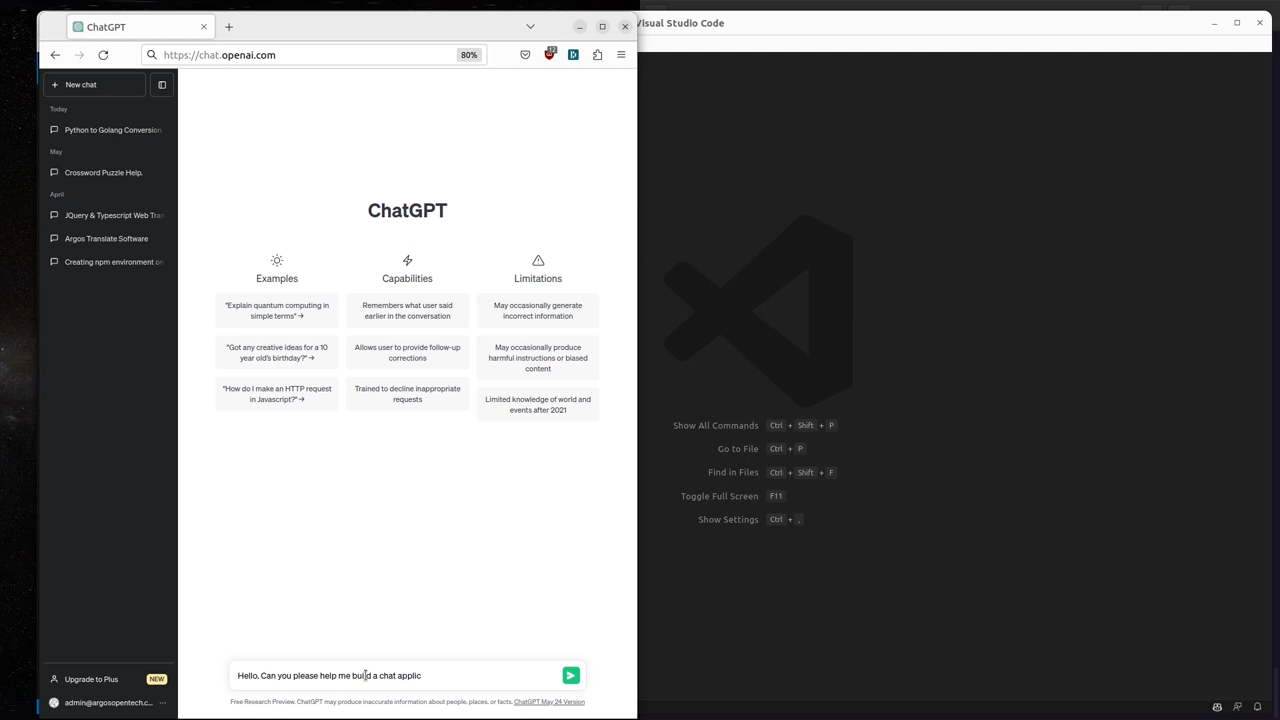 ChatGPT
Visual Studio Code
https://chat.openai.com
80%
12
New chat
Today
Python to Golang Conversion
May
Crossword Puzzle Help.
April
JQuery & Typescript Web Tran
Argos Translate Software
Creating npm environment on
ChatGPT
Examples
Capabilities
Limitations
"Explain quantum computing in
simple terms" →
Remembers what user said
earlier in the conversation
May occasionally generate
incorrect information
"Got any creative ideas for a 10
year old's birthday?" →
Allows user to provide follow-up
corrections
May occasionally produce
harmful instructions or biased
content
"How do I make an HTTP request
in Javascript?" →
Trained to decline inappropriate
requests
Limited knowledge of world and
events after 2021
Show All Commands Ctrl + Shift + P
Go to File Ctrl + P
Find in Files Ctrl + Shift + F
Toggle Full Screen F11
Show Settings Ctrl + ,
Hello. Can you please help me build a chat applic
Upgrade to Plus NEW
admin@argosopentech.c... ...
Free Research Preview. ChatGPT may produce inaccurate information about people, places, or facts. ChatGPT May 24 Version